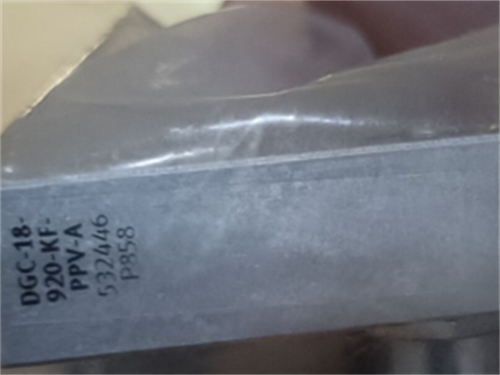 DGC-18-
920-KF-
PPV-A
532446
P858